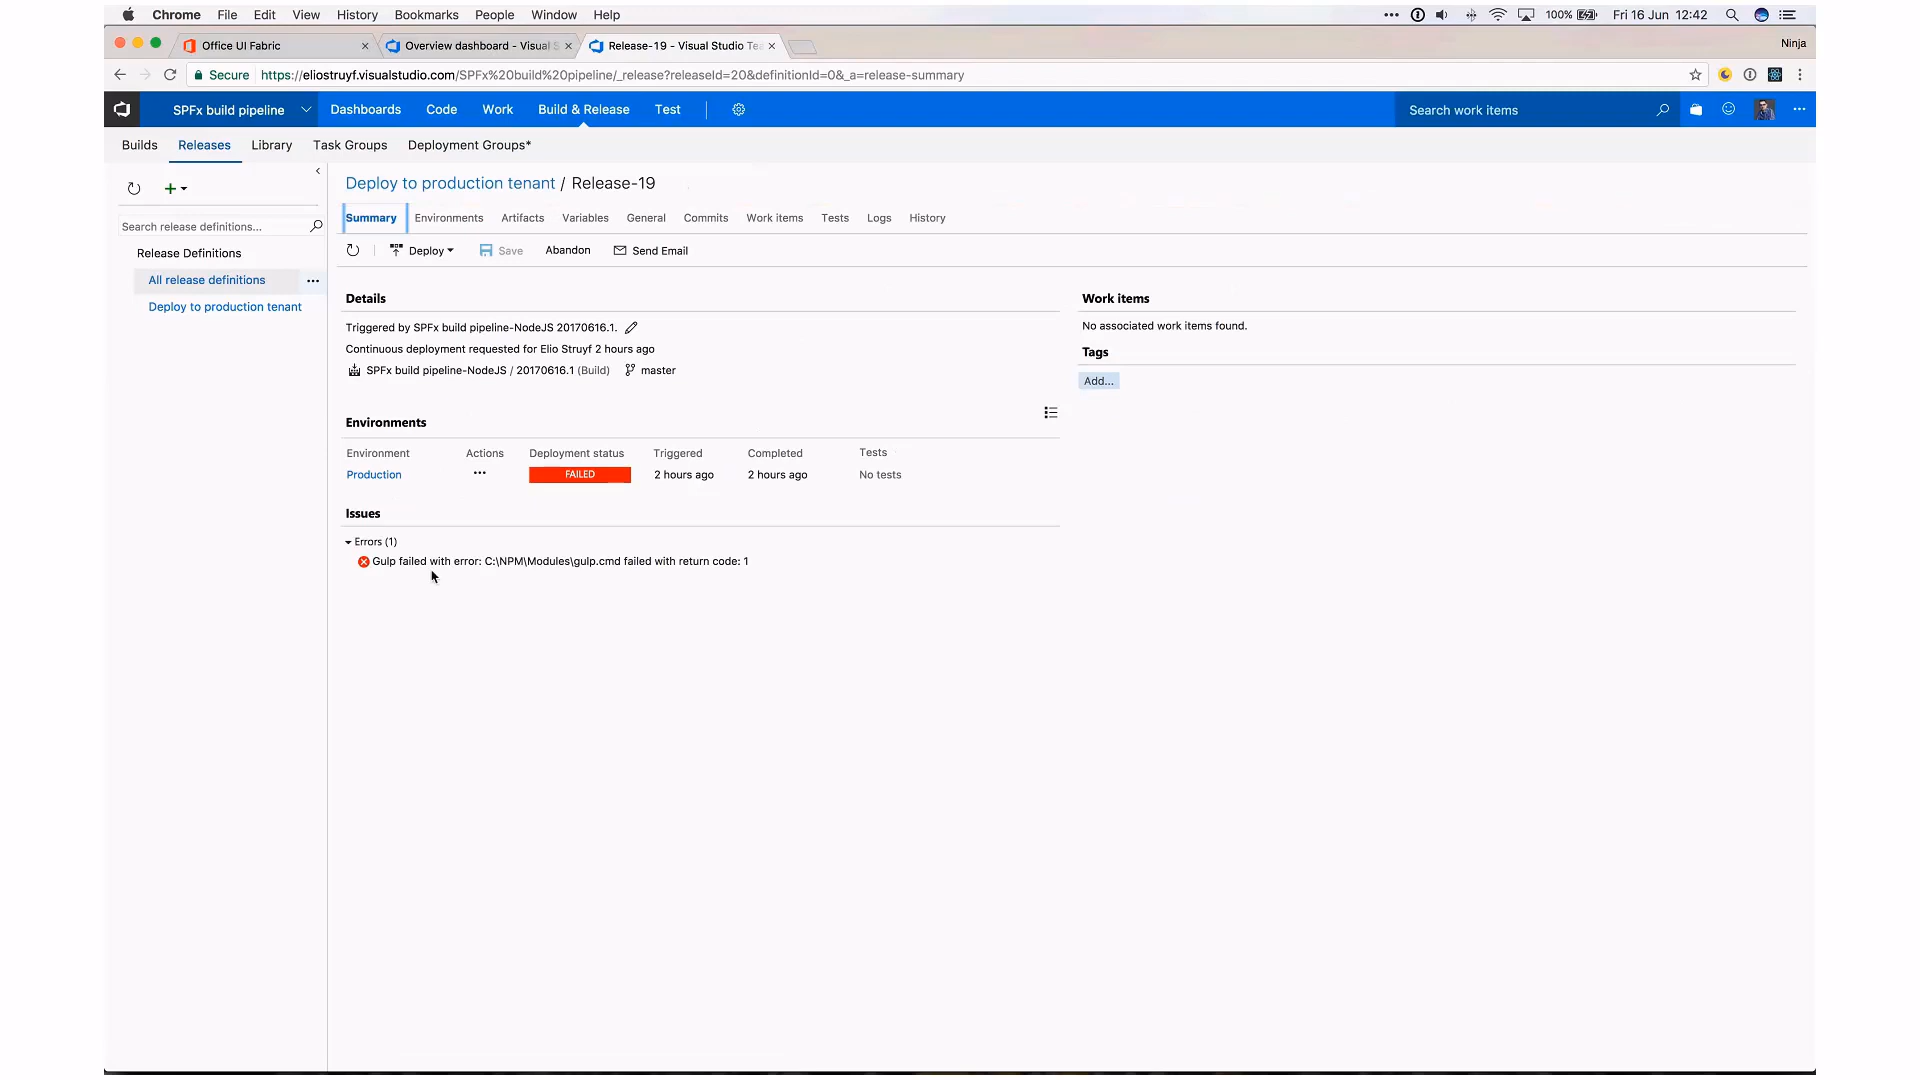 Chrome File Edit View History Bookmarks People Window Help 100% Fri 16 Jun 12:42
Office UI Fabric Overview dashboard - Visual S Release-19 - Visual Studio Tea Ninja
Secure https://eliostruyf.visualstudio.com/SPFx%20build%20pipeline/_release?releaseId=20&definitionId=0&_a=release-summary
SPFx build pipeline Dashboards Code Work Build & Release Test Search work items
Builds Releases Library Task Groups Deployment Groups*
Search release definitions...
Release Definitions
All release definitions
Deploy to production tenant
Deploy to production tenant / Release-19
Summary Environments Artifacts Variables General Commits Work items Tests Logs History
Deploy Save Abandon Send Email
Details
Triggered by SPFx build pipeline-NodeJS 20170616.1.
Continuous deployment requested for Elio Struyf 2 hours ago
SPFx build pipeline-NodeJS / 20170616.1 (Build) master
Environments
Environment Actions Deployment status Triggered Completed Tests
Production FAILED 2 hours ago 2 hours ago No tests
Issues
Errors (1)
Gulp failed with error: C:\NPM\Modules\gulp.cmd failed with return code: 1
Work items
No associated work items found.
Tags
Add...